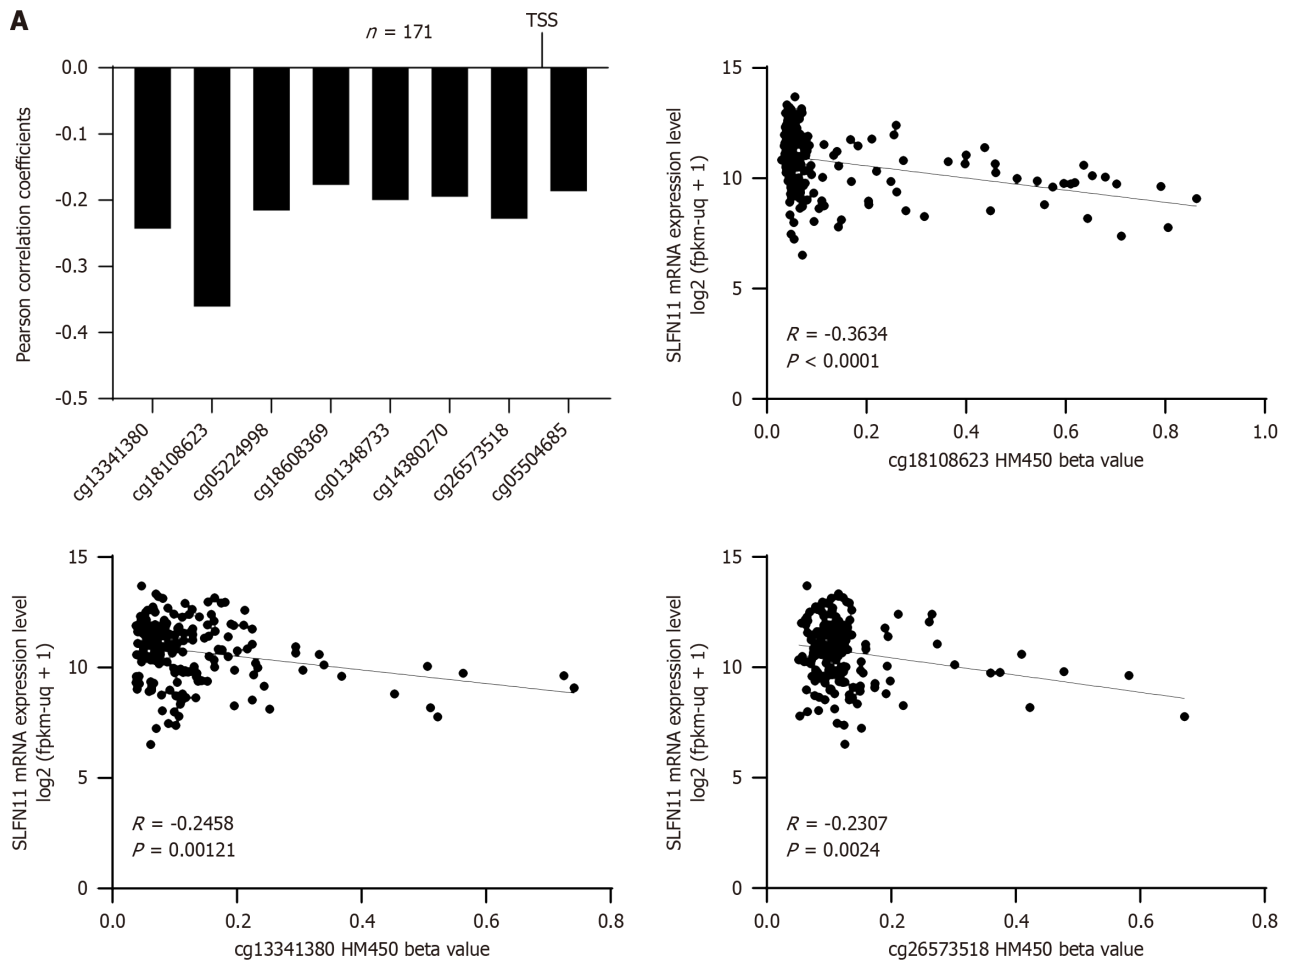 A
n = 171
TSS
0.0
-0.1
-0.2
-0.3
-0.4
-0.5
Pearson correlation coefficients
cg13341380
cg18108623
cg05224998
cg18608369
cg01348733
cg14380270
cg26573518
cg05504685
15
10
5
0
SLFN11 mRNA expression level
log2 (fpkm-uq + 1)
R = -0.3634
P < 0.0001
0.0
0.2
0.4
0.6
0.8
1.0
cg18108623 HM450 beta value
15
10
5
0
SLFN11 mRNA expression level
log2 (fpkm-uq + 1)
R = -0.2458
P = 0.00121
0.0
0.2
0.4
0.6
0.8
cg13341380 HM450 beta value
15
10
5
0
SLFN11 mRNA expression level
log2 (fpkm-uq + 1)
R = -0.2307
P = 0.0024
0.0
0.2
0.4
0.6
0.8
cg26573518 HM450 beta value